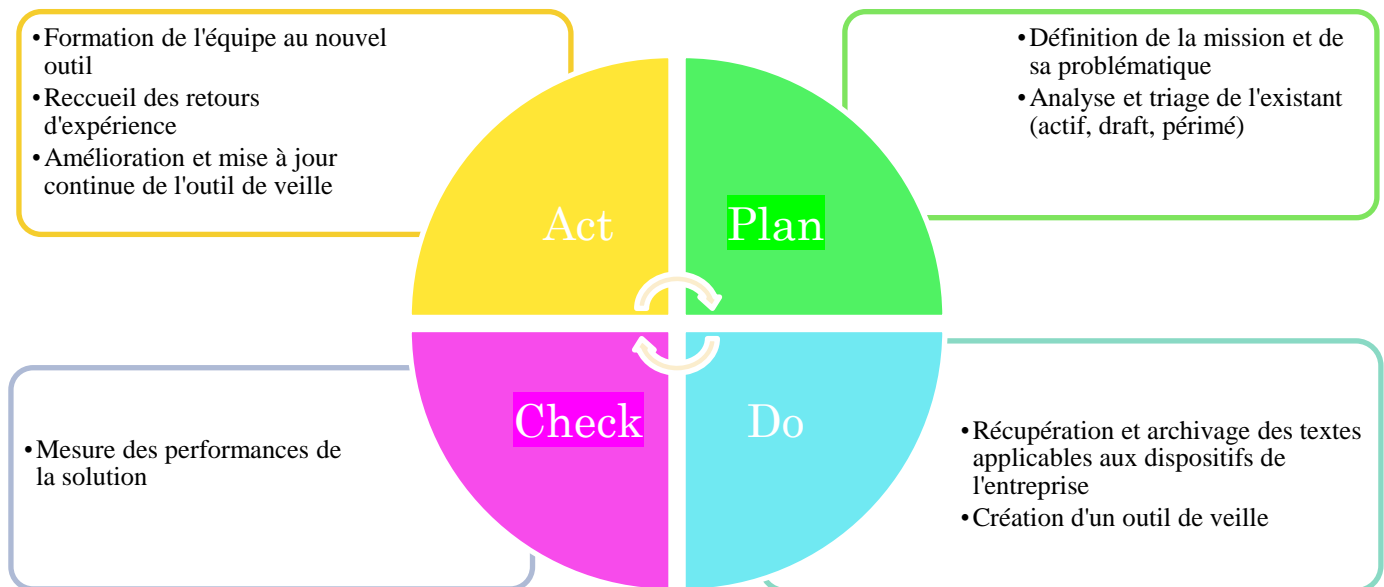 •Formation de l'équipe au nouvel
outil
•Reccueil des retours
d'expérience
•Amélioration et mise à jour
continue de l'outil de veille
•Définition de la mission et de
sa problématique
•Analyse et triage de l'existant
(actif, draft, périmé)
Act
Plan
Check
Do
•Mesure des performances de
la solution
•Récupération et archivage des textes
applicables aux dispositifs de
l'entreprise
•Création d'un outil de veille